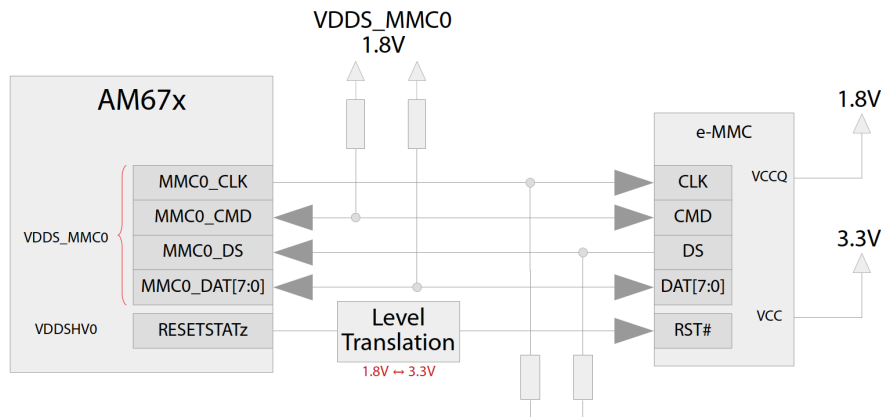 VDDS_MMC0
1.8V
AM67x
e-MMC
1.8V
MMC0_CLK
CLK
VCCQ
MMC0_CMD
CMD
VDDS_MMC0
MMC0_DS
DS
3.3V
MMC0_DAT[7:0]
DAT[7:0]
VDDSHV0
RESETSTATz
Level
Translation
RST#
VCC
1.8V ↔ 3.3V